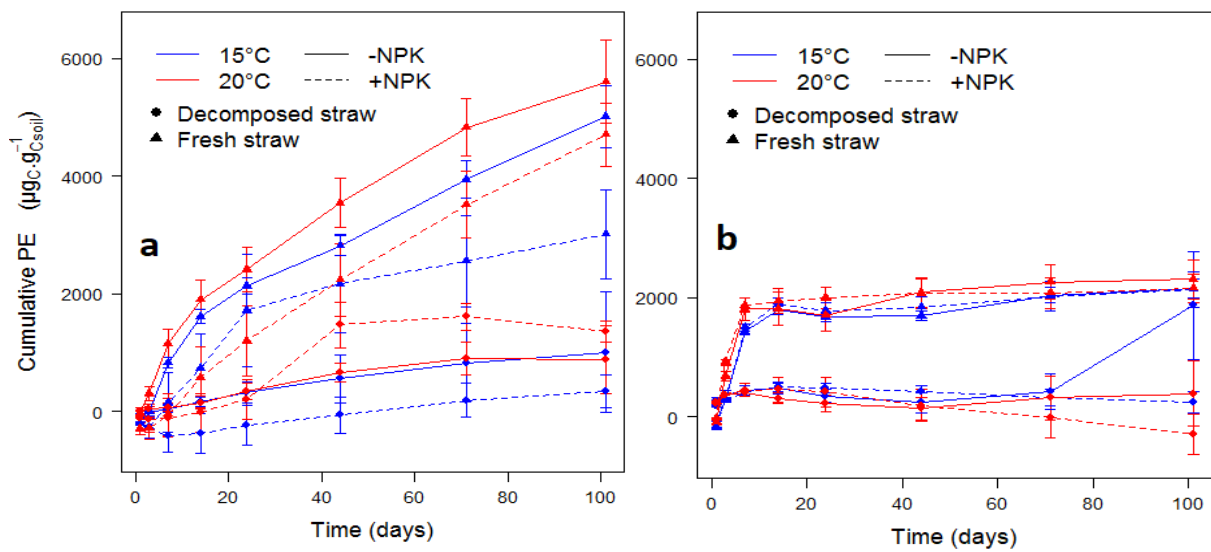 6000
4000
2000
0
Cumulative PE (µgC.g⁻¹Csoil)
15°C -NPK
20°C +NPK
Decomposed straw
Fresh straw
a
0 20 40 60 80 100
Time (days)
6000
4000
2000
0
15°C -NPK
20°C +NPK
Decomposed straw
Fresh straw
b
0 20 40 60 80 100
Time (days)